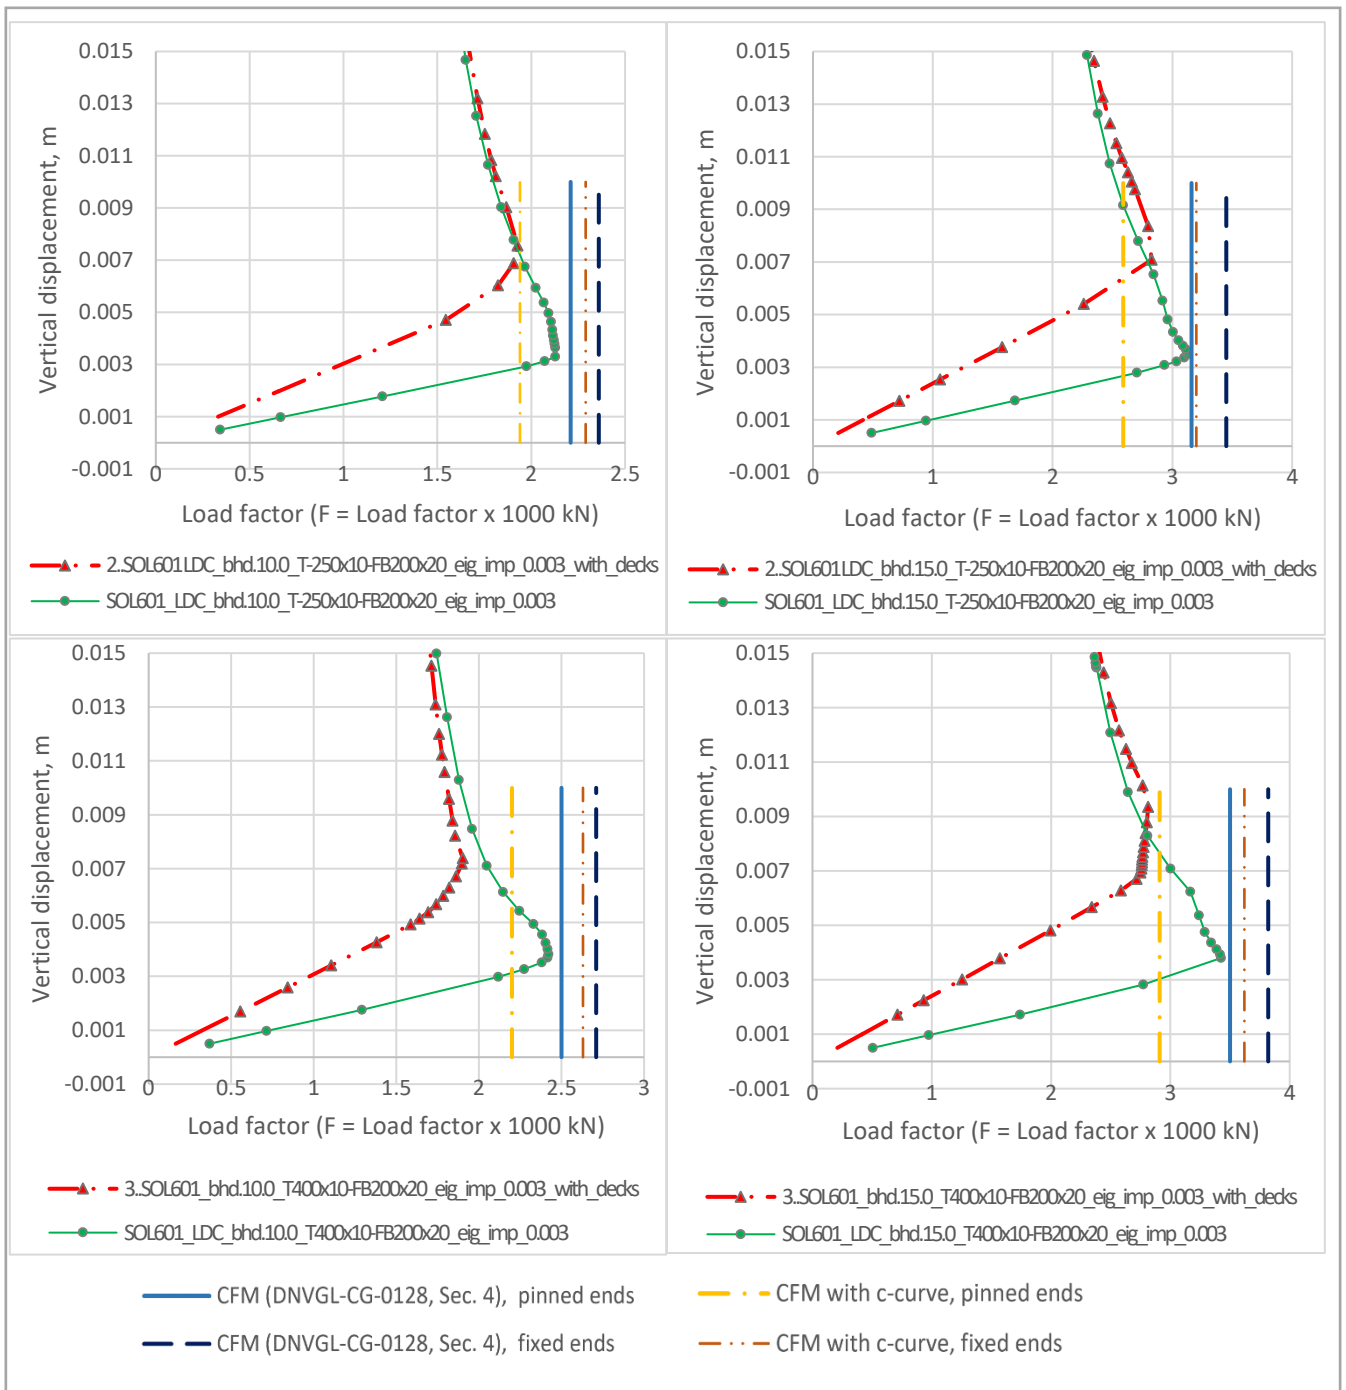 0.015
0.013
0.011
0.009
0.007
0.005
0.003
0.001
-0.001
Vertical displacement, m
0 0.5 1 1.5 2 2.5
Load factor (F = Load factor x 1000 kN)
2..SOL601LDC_bhd.10.0_T-250x10-FB200x20_eig_imp_0.003_with_decks
SOL601_LDC_bhd.10.0_T-250x10-FB200x20_eig_imp_0.003
0.015
0.013
0.011
0.009
0.007
0.005
0.003
0.001
-0.001
Vertical displacement, m
0 1 2 3 4
Load factor (F = Load factor x 1000 kN)
2..SOL601LDC_bhd.15.0_T-250x10-FB200x20_eig_imp_0.003_with_decks
SOL601_LDC_bhd.15.0_T-250x10-FB200x20_eig_imp_0.003
0.015
0.013
0.011
0.009
0.007
0.005
0.003
0.001
-0.001
Vertical displacement, m
0 0.5 1 1.5 2 2.5 3
Load factor (F = Load factor x 1000 kN)
3..SOL601_bhd.10.0_T400x10-FB200x20_eig_imp_0.003_with_decks
SOL601_LDC_bhd.10.0_T400x10-FB200x20_eig_imp_0.003
0.015
0.013
0.011
0.009
0.007
0.005
0.003
0.001
-0.001
Vertical displacement, m
0 1 2 3 4
Load factor (F = Load factor x 1000 kN)
3..SOL601_bhd.15.0_T400x10-FB200x20_eig_imp_0.003_with_decks
SOL601_LDC_bhd.15.0_T400x10-FB200x20_eig_imp_0.003
CFM (DNVGL-CG-0128, Sec. 4), pinned ends
CFM with c-curve, pinned ends
CFM (DNVGL-CG-0128, Sec. 4), fixed ends
CFM with c-curve, fixed ends